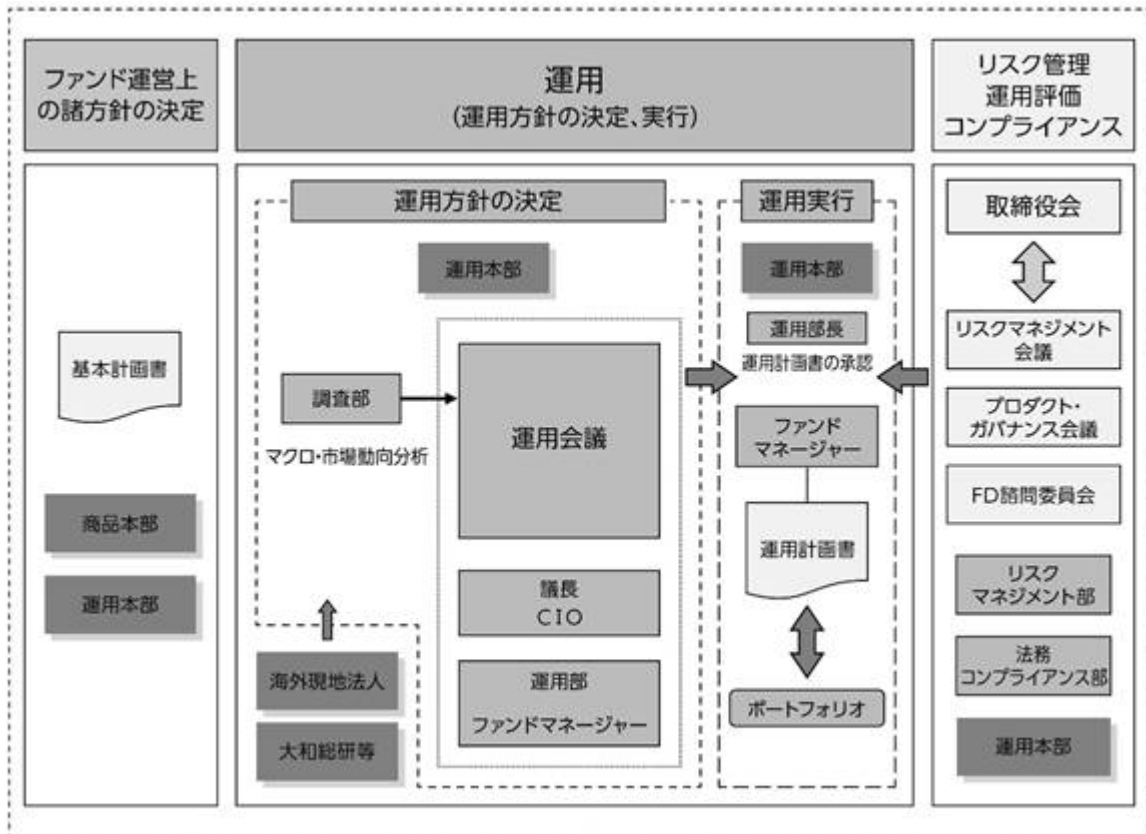 ファンド運営上
の諸方針の決定
運用
(運用方針の決定、実行)
リスク管理
運用評価
コンプライアンス
基本計画書
商品本部
運用本部
運用方針の決定
運用本部
調査部
マクロ・市場動向分析
運用会議
議長
CIO
運用部
ファンドマネージャー
海外現地法人
大和総研等
運用実行
運用本部
運用部長
運用計画書の承認
ファンド
マネージャー
運用計画書
ポートフォリオ
取締役会
リスクマネジメント
会議
プロダクト・
ガバナンス会議
FD諮問委員会
リスク
マネジメント部
法務
コンプライアンス部
運用本部